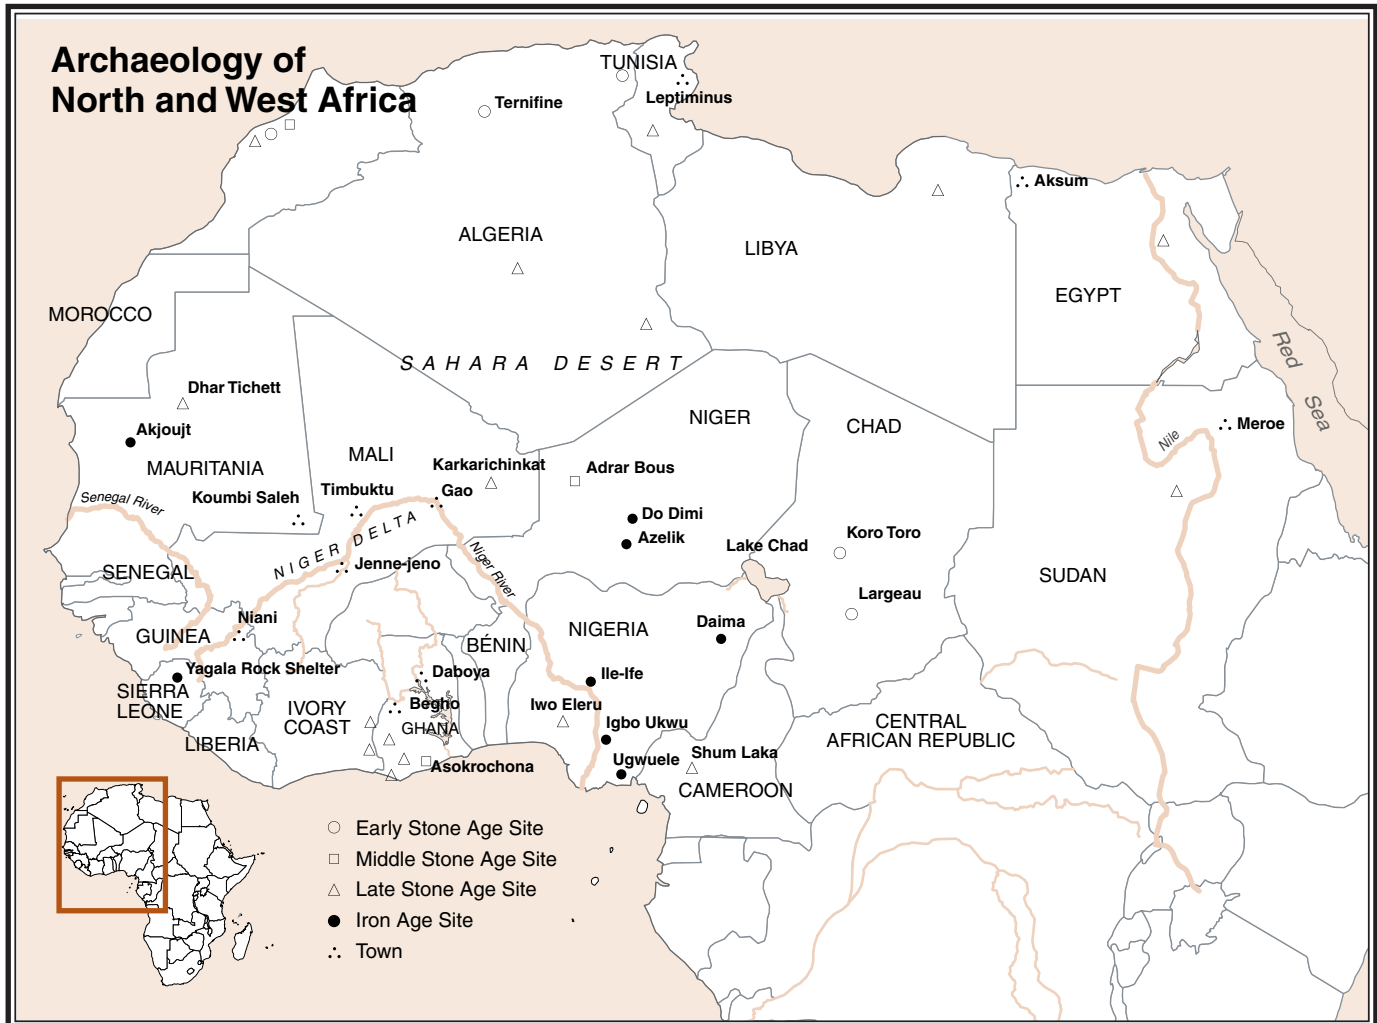 Archaeology of
North and West Africa
TUNISIA
Leptiminus
Ternifine
Aksum
ALGERIA
LIBYA
EGYPT
MOROCCO
Red Sea
SAHARA DESERT
Dhar Tichett
Akjoujt
NIGER
CHAD
Meroe
Nile
MALI
MAURITANIA
Karkarichinkat
Adrar Bous
Koumbi Saleh
Timbuktu
Gao
Senegal River
Do Dimi
Azelik
NIGER DELTA
Koro Toro
Lake Chad
Jenne-jeno
Niger River
SENEGAL
SUDAN
Largeau
Niani
GUINEA
Daima
NIGERIA
BÉNIN
Yagala Rock Shelter
Daboya
Ile-Ife
SIERRA
LEONE
IVORY
COAST
Begho
GHANA
Iwo Eleru
Igbo Ukwu
LIBERIA
CENTRAL
AFRICAN REPUBLIC
Ugwuele
Shum Laka
Asokrochona
CAMEROON
Early Stone Age Site
Middle Stone Age Site
Late Stone Age Site
Iron Age Site
Town